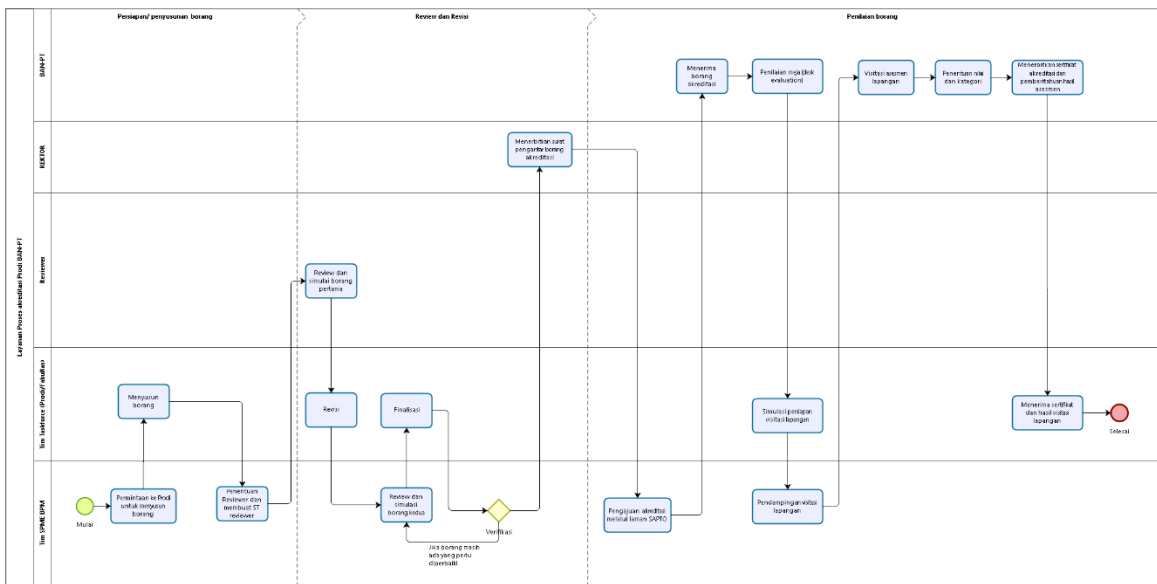 Layanan Proses akreditasi Prodi BAN-PT
Persiapan/ penyusunan borang
Review dan Revisi
Penilaian borang
BAN-PT
Menerima
borang
akreditasi
Penilaian meja (desk
evaluation)
Visitasi asesmen
lapangan
Penentuan nilai
dan kategori
Menerbitkan sertifikat
akreditasi dan
pemberitahuan hasil
asesmen
REKTOR
Menerbitkan surat
pengantar borang
akreditasi
Reviewer
Review dan
simulai borang
pertama
Tim Taskforce (Prodi/Fakultas)
Menyusun
borang
Revisi
Finalisasi
Simulasi periapan
visitasi lapangan
Menerima sertifikat
dan hasil visitasi
lapangan
Selesai
Tim SPME BPM
Mulai
Permintaan ke Prodi
untuk menyusun
borang
Penentuan
Reviewer dan
membuat ST
reviewer
Review dan
simulasi
borang kedua
Verifikasi
Jika borang masih
ada yang perlu
diperbaiki
Pengajuan akreditasi
melalui laman SAPTO
Pendampingan visitasi
lapangan